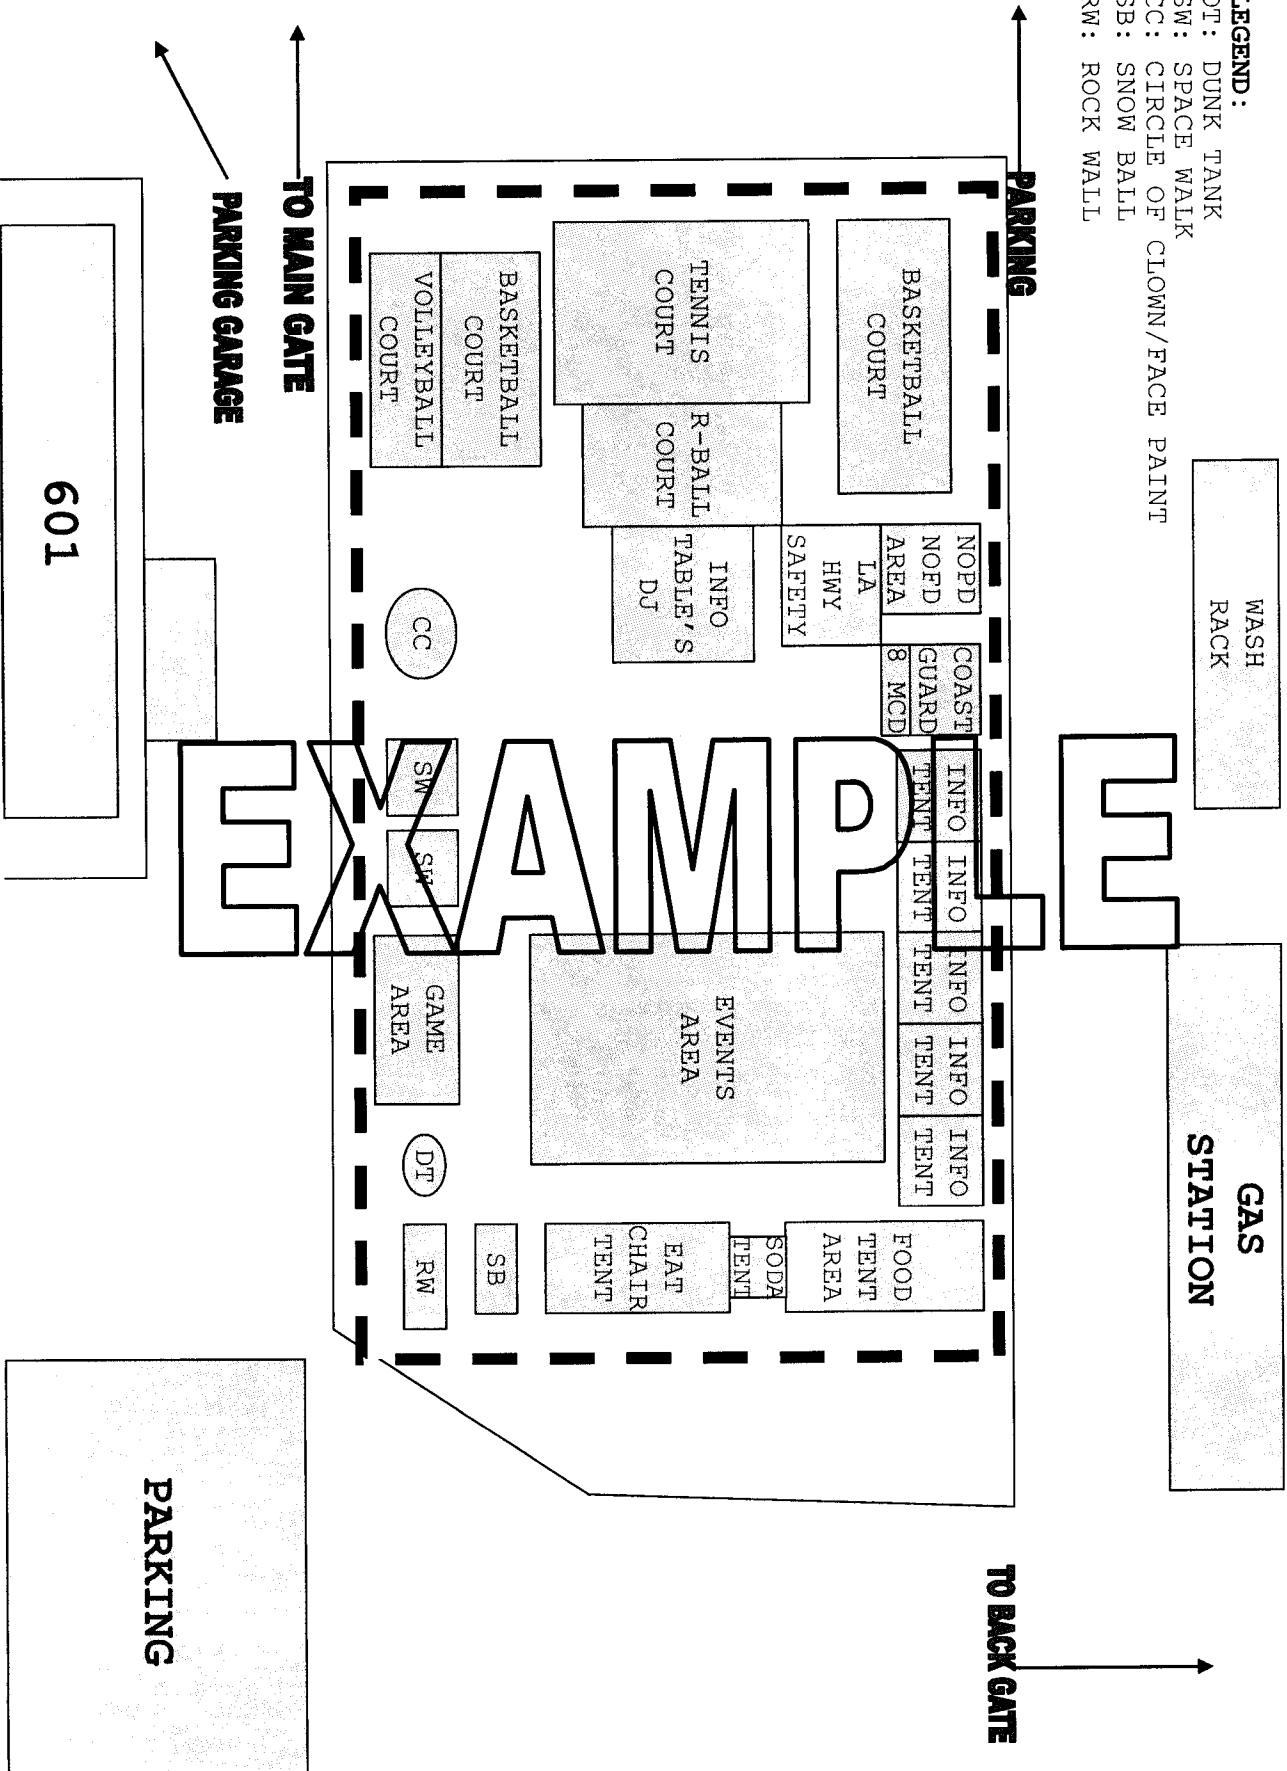 LEGEND:
DT: DUNK TANK
SW: SPACE WALK
CC: CIRCLE OF CLOWN/FACE PAINT
SB: SNOW BALL
RW: ROCK WALL
WASH
RACK
GAS
STATION
PARKING
TO BACK GATE
BASKETBALL
COURT
NOPD
NOFD
AREA
LA
HWY
SAFETY
COAST
GUARD
8 MCD
INFO
TENT
INFO
TENT
INFO
TENT
INFO
TENT
INFO
TENT
FOOD
TENT
AREA
SODA
TENT
EAT
CHAIR
TENT
TENNIS
COURT
R-BALL
COURT
INFO
TABLE'S
DJ
EVENTS
AREA
BASKETBALL
COURT
VOLLEYBALL
COURT
CC
SW
SW
GAME
AREA
DT
RW
SB
EXAMPLE
TO MAIN GATE
PARKING GARAGE
601
PARKING